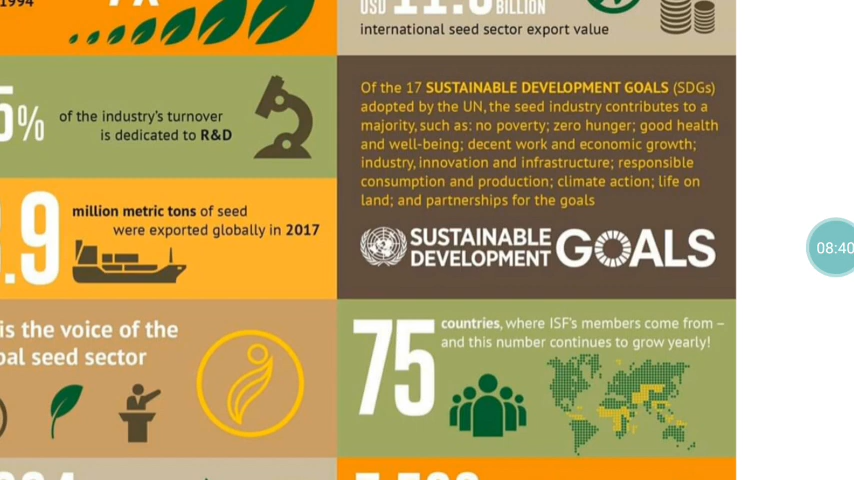 1994
USD BILLION
international seed sector export value
5%
of the industry's turnover
is dedicated to R&D
Of the 17 SUSTAINABLE DEVELOPMENT GOALS (SDGs)
adopted by the UN, the seed industry contributes to a
majority, such as: no poverty; zero hunger; good health
and well-being; decent work and economic growth;
industry, innovation and infrastructure; responsible
consumption and production; climate action; life on
land; and partnerships for the goals
SUSTAINABLE
DEVELOPMENT GOALS
.9
million metric tons of seed
were exported globally in 2017
08:40
is the voice of the
bal seed sector
75
countries, where ISF's members come from –
and this number continues to grow yearly!